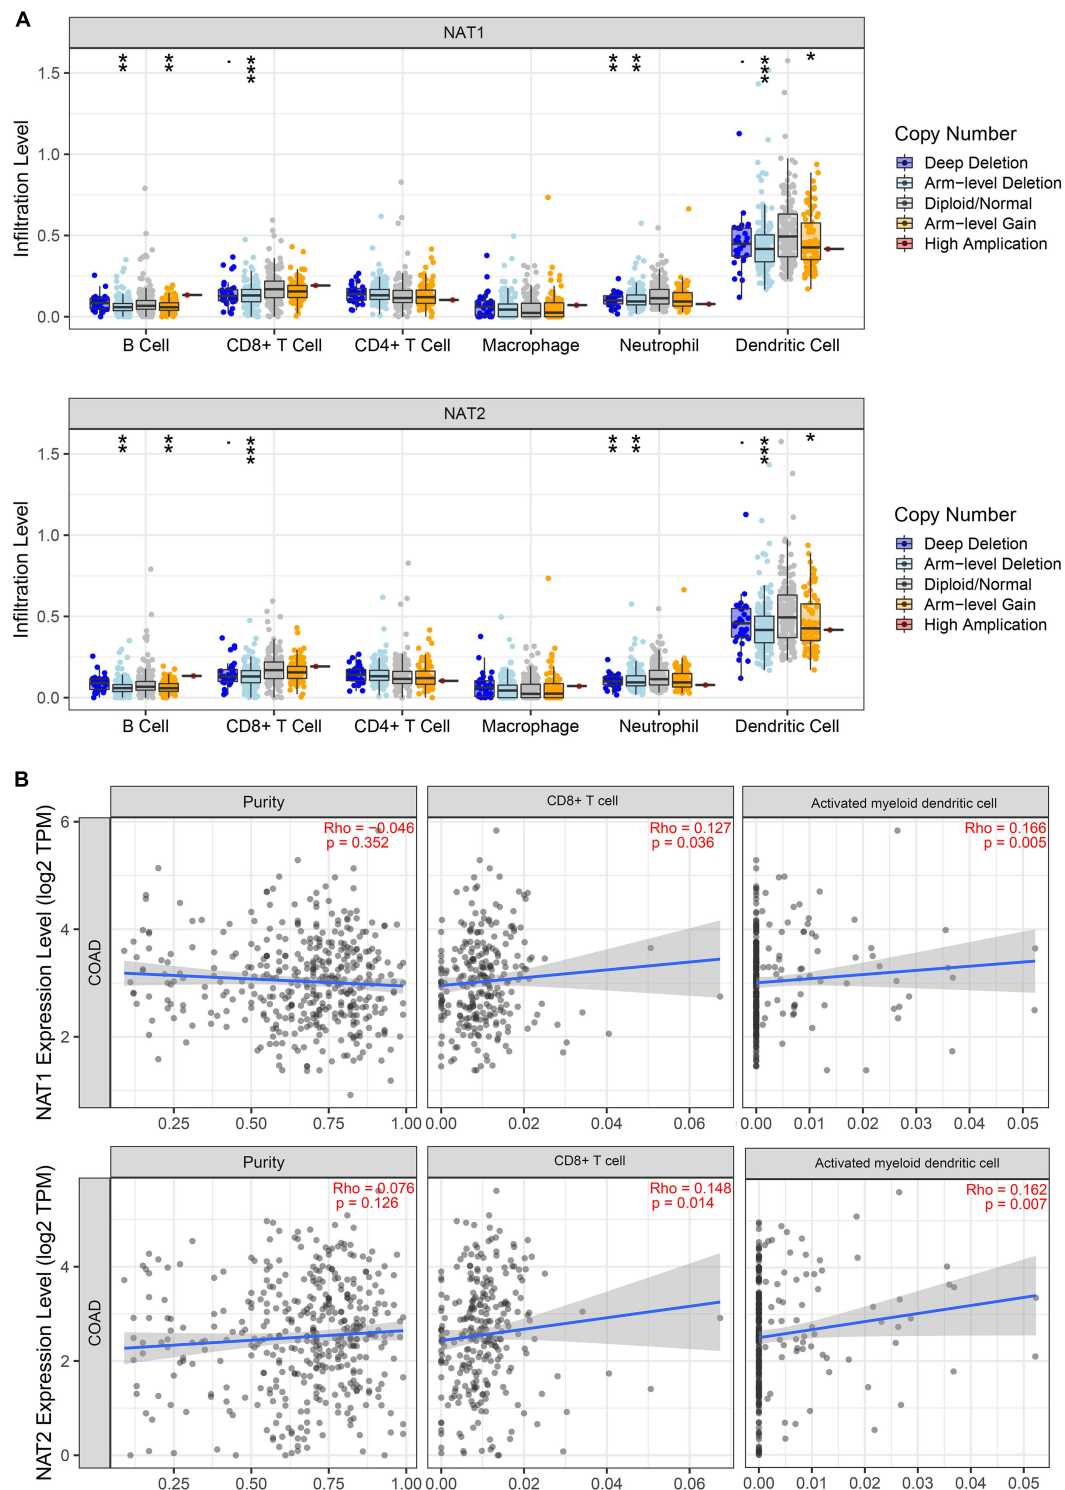 A
NAT1
** ** . *** ** ** . *** *
Infiltration Level
1.5
1.0
0.5
0.0
B Cell CD8+ T Cell CD4+ T Cell Macrophage Neutrophil Dendritic Cell
Copy Number
Deep Deletion
Arm−level Deletion
Diploid/Normal
Arm−level Gain
High Amplication
NAT2
** ** . *** ** ** . *** *
Infiltration Level
1.5
1.0
0.5
0.0
B Cell CD8+ T Cell CD4+ T Cell Macrophage Neutrophil Dendritic Cell
Copy Number
Deep Deletion
Arm−level Deletion
Diploid/Normal
Arm−level Gain
High Amplication
B
Purity CD8+ T cell Activated myeloid dendritic cell
NAT1 Expression Level (log2 TPM)
COAD
6
4
2
Rho = −0.046
p = 0.352
Rho = 0.127
p = 0.036
Rho = 0.166
p = 0.005
0.25 0.50 0.75 1.00 0.00 0.02 0.04 0.06 0.00 0.01 0.02 0.03 0.04 0.05
Purity CD8+ T cell Activated myeloid dendritic cell
NAT2 Expression Level (log2 TPM)
COAD
4
2
0
Rho = 0.076
p = 0.126
Rho = 0.148
p = 0.014
Rho = 0.162
p = 0.007
0.25 0.50 0.75 1.00 0.00 0.02 0.04 0.06 0.00 0.01 0.02 0.03 0.04 0.05